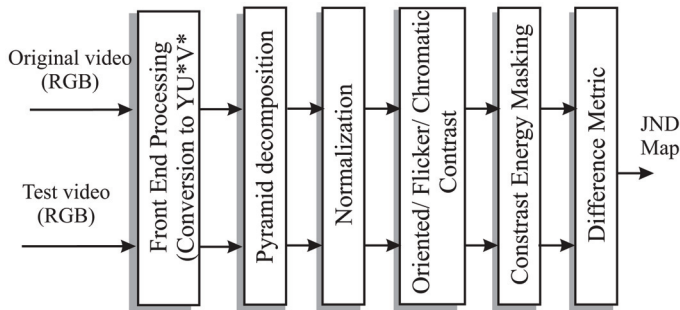 Original video
(RGB)
Test video
(RGB)
Front End Processing
(Conversion to YU*V*
Pyramid decomposition
Normalization
Oriented/ Flicker/ Chromatic
Contrast
Constrast Energy Masking
Difference Metric
JND
Map